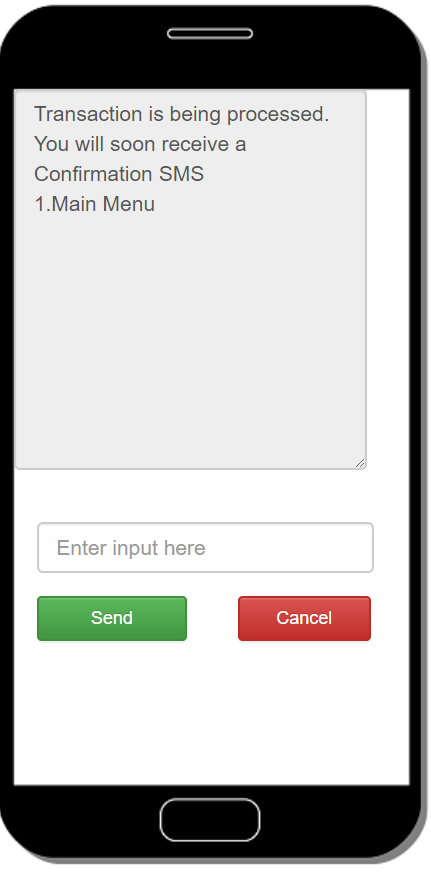 Transaction is being processed.
You will soon receive a
Confirmation SMS
1.Main Menu
Enter input here
Send
Cancel